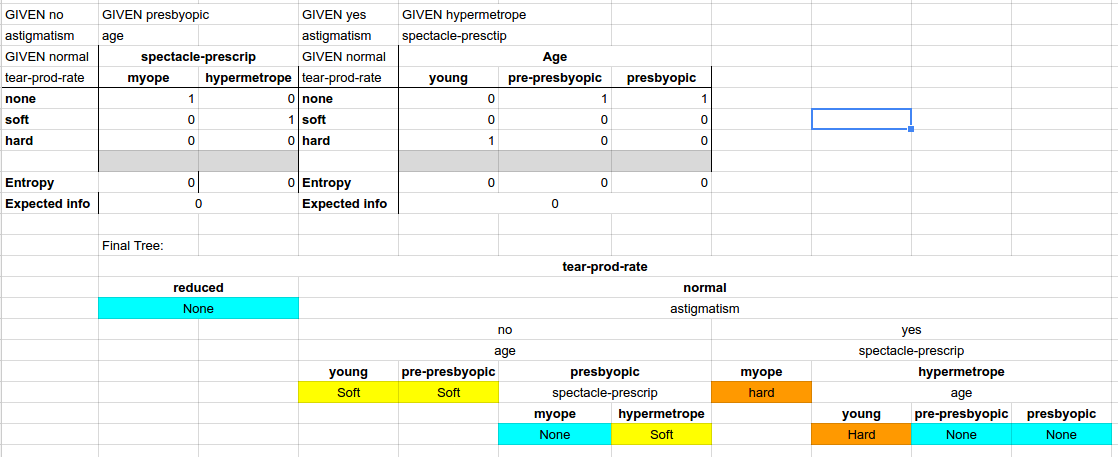 GIVEN no GIVEN presbyopic GIVEN yes GIVEN hypermetrope
astigmatism age astigmatism spectacle-presctip
GIVEN normal spectacle-prescrip GIVEN normal Age
tear-prod-rate myope hypermetrope tear-prod-rate young pre-presbyopic presbyopic
none 1 0 none 0 1 1
soft 0 1 soft 0 0 0
hard 0 0 hard 1 0 0
Entropy 0 0 Entropy 0 0 0
Expected info 0 Expected info 0
Final Tree:
tear-prod-rate
reduced normal
None astigmatism
no yes
age spectacle-prescrip
young pre-presbyopic presbyopic myope hypermetrope
Soft Soft spectacle-prescrip hard age
myope hypermetrope young pre-presbyopic presbyopic
None Soft Hard None None